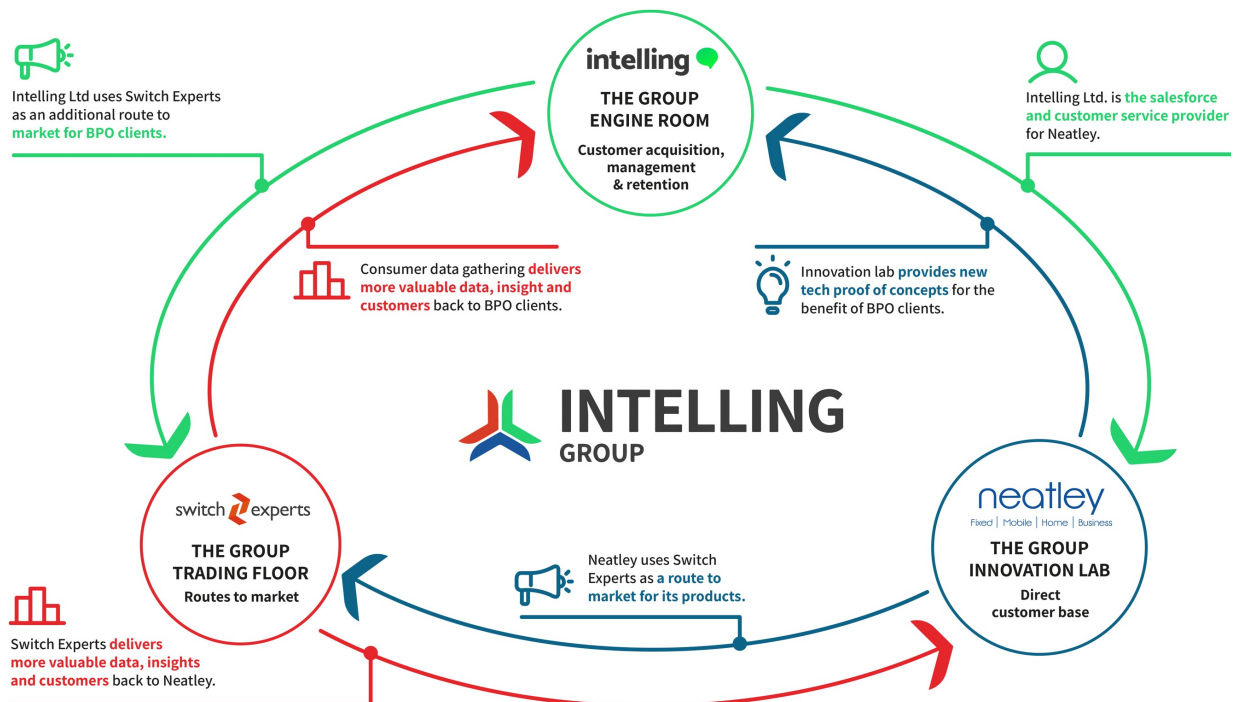 intelling
THE GROUP
ENGINE ROOM
Customer acquisition,
management
& retention
Intelling Ltd uses Switch Experts
as an additional route to
market for BPO clients.
Intelling Ltd. is the salesforce
and customer service provider
for Neatley.
Consumer data gathering delivers
more valuable data, insight and
customers back to BPO clients.
Innovation lab provides new
tech proof of concepts for the
benefit of BPO clients.
INTELLING
GROUP
switch experts
THE GROUP
TRADING FLOOR
Routes to market
neatley
Fixed | Mobile | Home | Business
THE GROUP
INNOVATION LAB
Direct
customer base
Neatley uses Switch
Experts as a route to
market for its products.
Switch Experts delivers
more valuable data, insights
and customers back to Neatley.